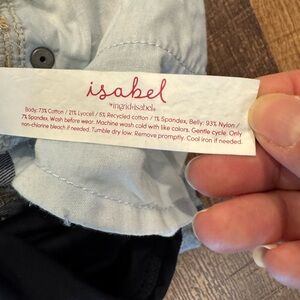 isabel
by ingrid+isabel®
Body: 73% Cotton / 21% Lyocell / 5% Recycled cotton / 1% Spandex, Belly: 93% Nylon /
7% Spandex. Wash before wear. Machine wash cold with like colors. Gentle cycle. Only
non-chlorine bleach if needed. Tumble dry low. Remove promptly. Cool iron if needed.